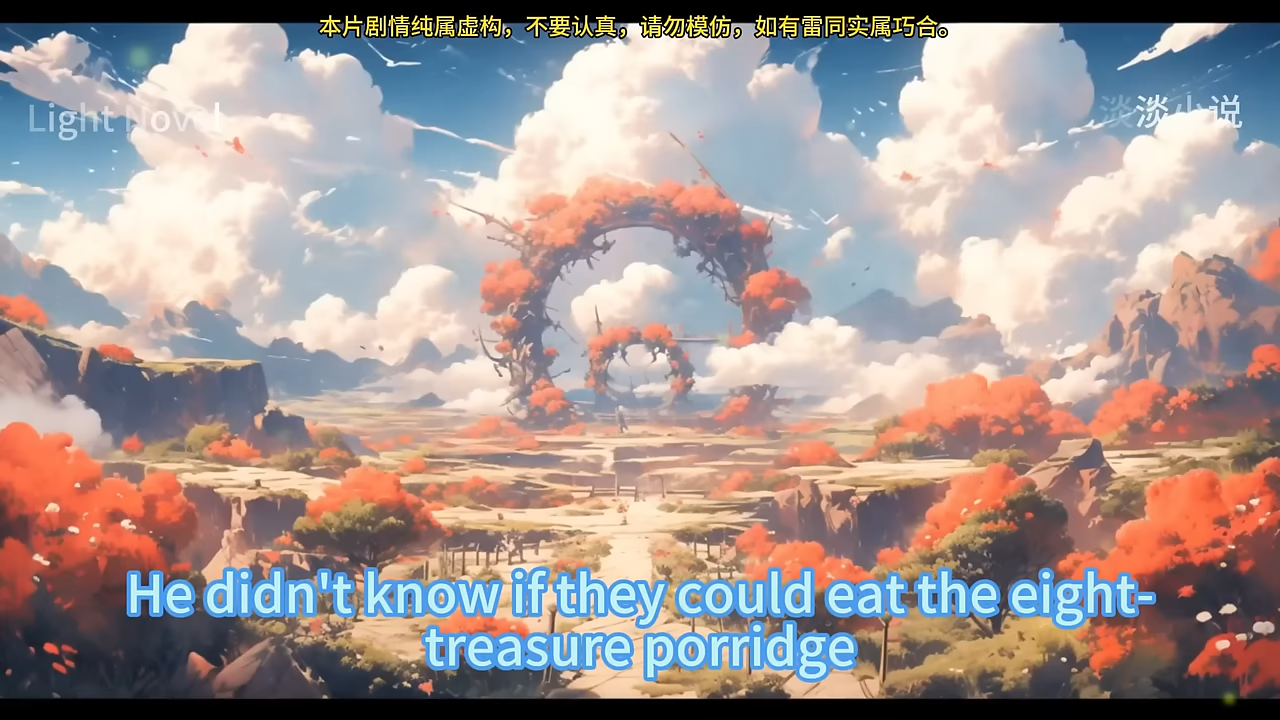 本片剧情纯属虚构，不要认真，请勿模仿，如有雷同实属巧合。
Light Novel
淡淡小说
He didn't know if they could eat the eight-
treasure porridge